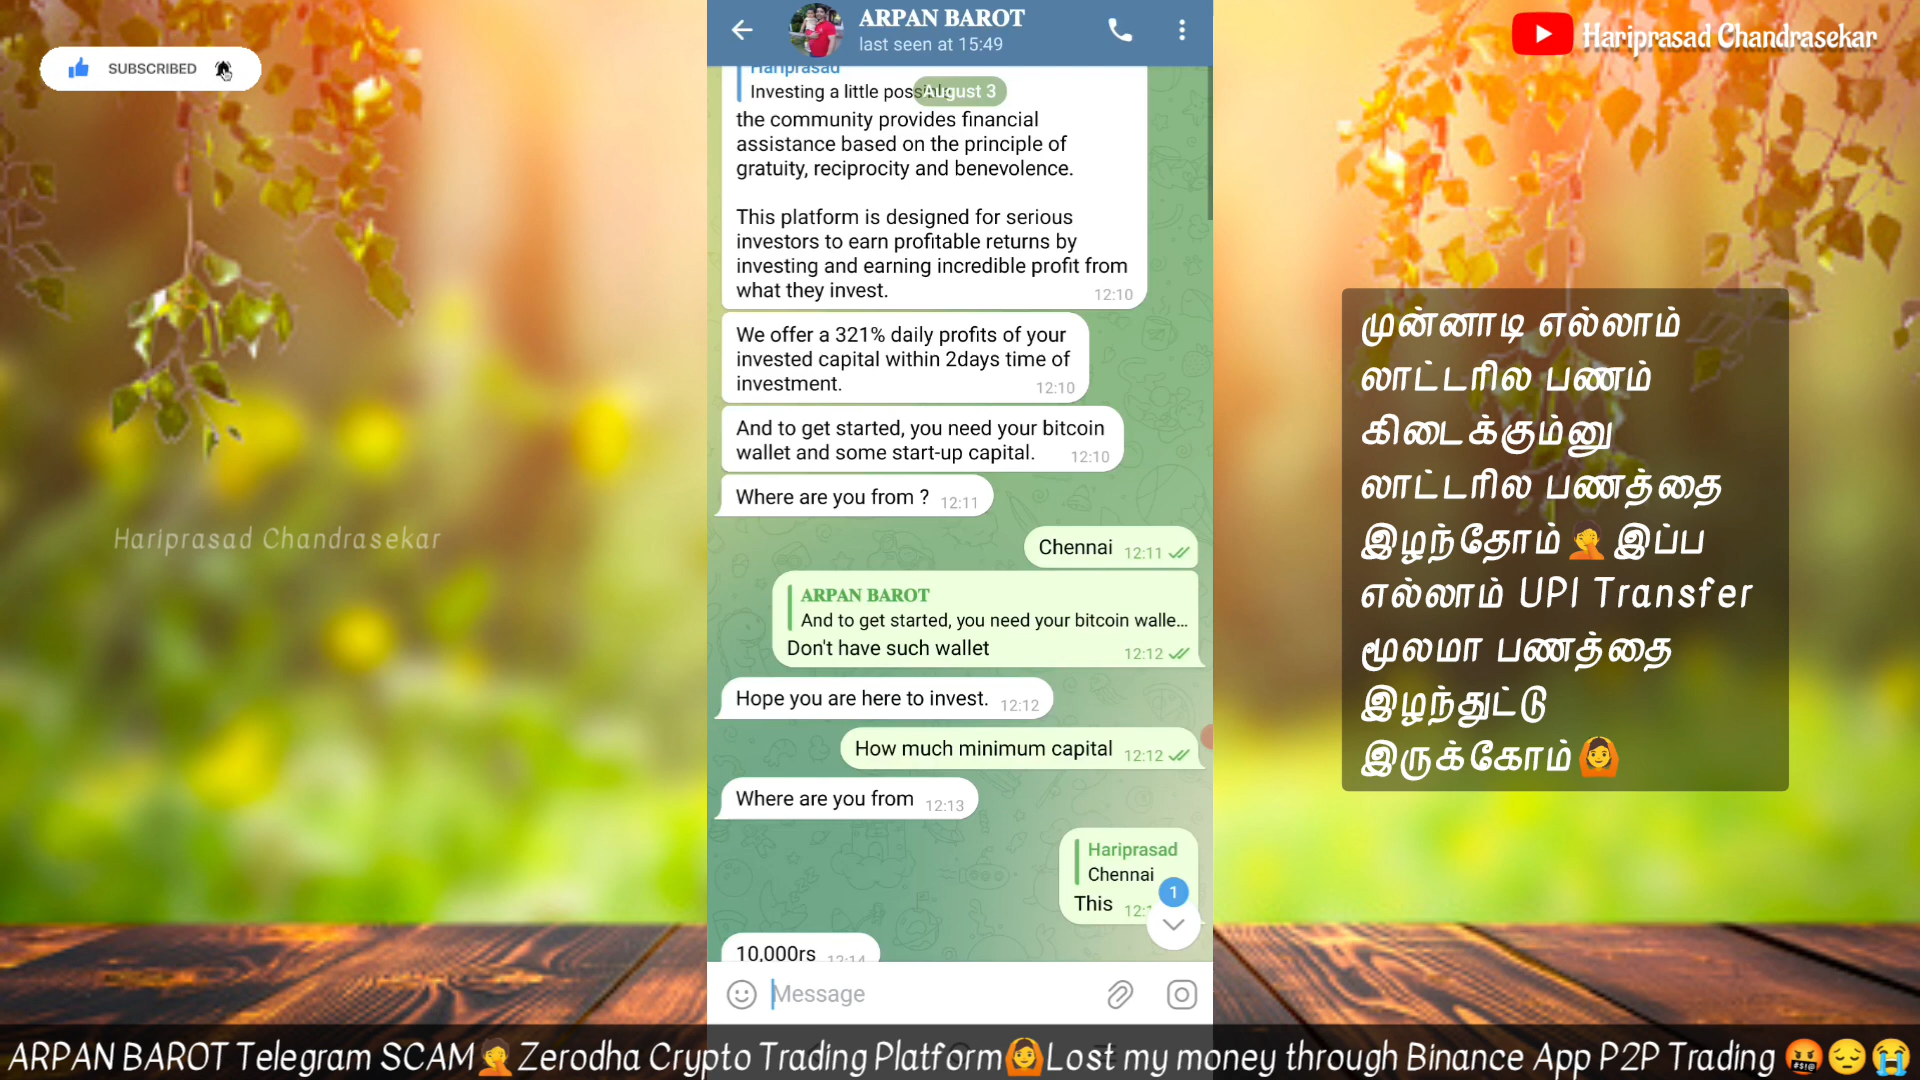 SUBSCRIBED
Hariprasad Chandrasekar
ARPAN BAROT
last seen at 15:49
Hariprasad
Investing a little
August 3
the community provides financial
assistance based on the principle of
gratuity, reciprocity and benevolence.
This platform is designed for serious
investors to earn profitable returns by
investing and earning incredible profit from
what they invest.
12:10
We offer a 321% daily profits of your
invested capital within 2days time of
investment.
12:10
And to get started, you need your bitcoin
wallet and some start-up capital.
12:10
Where are you from ? 12:11
Chennai 12:11
ARPAN BAROT
And to get started, you need your bitcoin walle...
Don't have such wallet 12:12
Hope you are here to invest. 12:12
How much minimum capital 12:12
Where are you from 12:13
Hariprasad
Chennai
This
1
10,000rs 12:14
Message
Hariprasad Chandrasekar
முன்னாடி எல்லாம்
லாட்டரில பணம்
கிடைக்கும்னு
லாட்டரில பணத்தை
இழந்தோம்🤦இப்ப
எல்லாம் UPI Transfer
மூலமா பணத்தை
இழந்துட்டு
இருக்கோம்🙆
ARPAN BAROT Telegram SCAM🤦Zerodha Crypto Trading Platform🙆Lost my money through Binance App P2P Trading 🤬😔😭